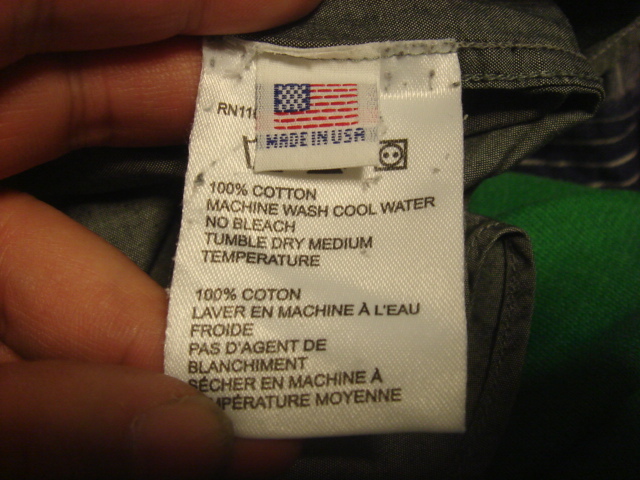 MADE IN USA
100% COTTON
MACHINE WASH COOL WATER
NO BLEACH
TUMBLE DRY MEDIUM
TEMPERATURE
100% COTON
LAVER EN MACHINE À L'EAU
FROIDE
PAS D'AGENT DE
BLANCHIMENT
SÉCHER EN MACHINE À
MOYENNE